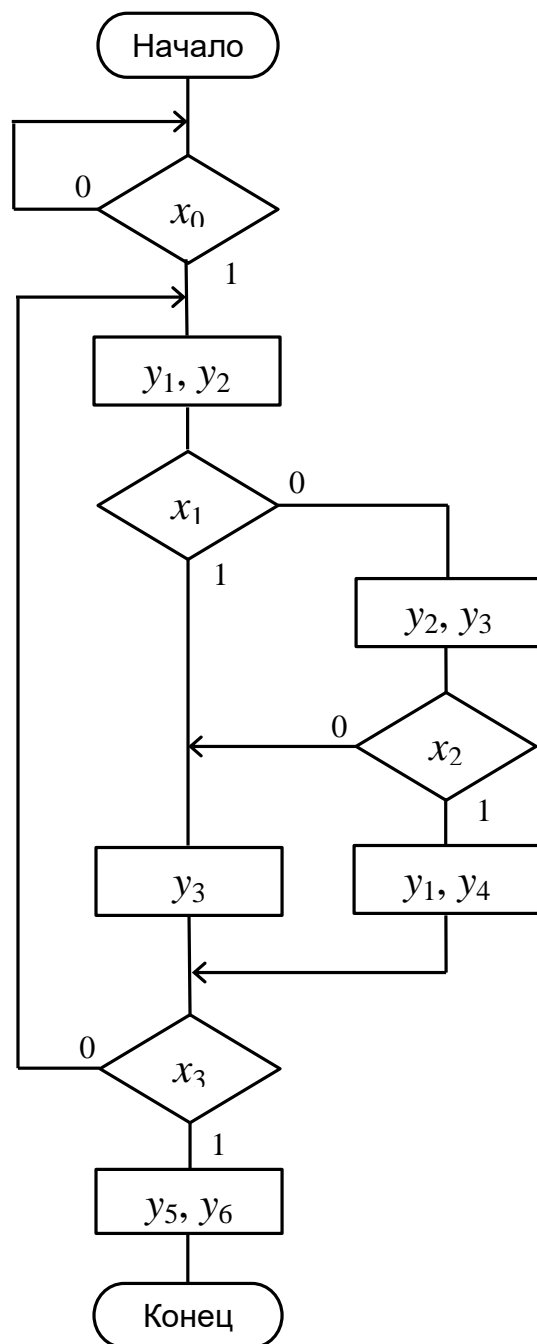 Начало
0
x₀
1
y₁, y₂
0
x₁
1
y₂, y₃
0
x₂
1
y₃
y₁, y₄
0
x₃
1
y₅, y₆
Конец